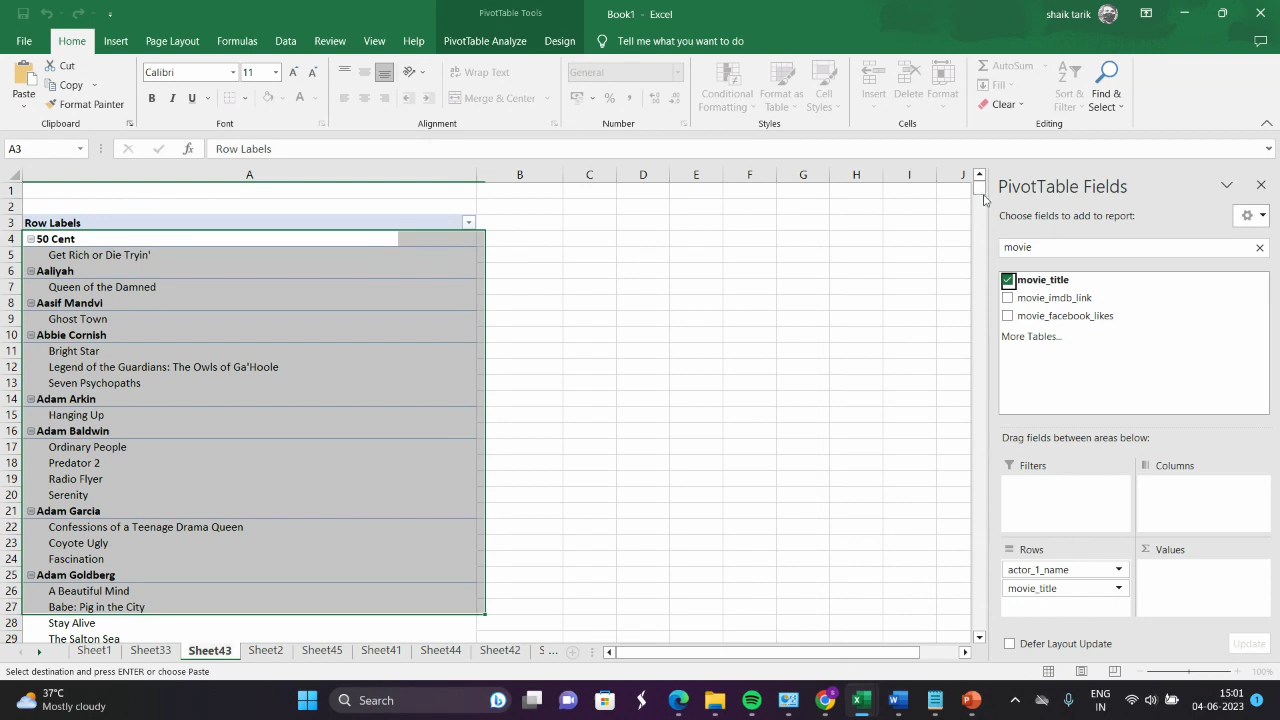 PivotTable Tools
Book1 - Excel
shaik tarik
File Home Insert Page Layout Formulas Data Review View Help PivotTable Analyze Design Tell me what you want to do
Paste
Cut
Copy
Format Painter
Clipboard
Calibri 11
B I U
Font
Wrap Text
Merge & Center
Alignment
General
Number
Conditional Formatting
Format as Table
Cell Styles
Styles
Insert
Delete
Format
Cells
AutoSum
Fill
Clear
Sort & Filter
Find & Select
Editing
A3
fx
Row Labels
A B C D E F G H I J
1
2
3 Row Labels
4 50 Cent
5 Get Rich or Die Tryin'
6 Aaliyah
7 Queen of the Damned
8 Aasif Mandvi
9 Ghost Town
10 Abbie Cornish
11 Bright Star
12 Legend of the Guardians: The Owls of Ga'Hoole
13 Seven Psychopaths
14 Adam Arkin
15 Hanging Up
16 Adam Baldwin
17 Ordinary People
18 Predator 2
19 Radio Flyer
20 Serenity
21 Adam Garcia
22 Confessions of a Teenage Drama Queen
23 Coyote Ugly
24 Fascination
25 Adam Goldberg
26 A Beautiful Mind
27 Babe: Pig in the City
28 Stay Alive
29 The Salton Sea
PivotTable Fields
Choose fields to add to report:
movie
movie_title
movie_imdb_link
movie_facebook_likes
More Tables...
Drag fields between areas below:
Filters
Columns
Rows
Values
actor_1_name
movie_title
Defer Layout Update
Update
Sheet1 Sheet33 Sheet43 Sheet2 Sheet45 Sheet41 Sheet44 Sheet42 S ...
Select destination and press ENTER or choose Paste
100%
37°C
Mostly cloudy
Search
ENG
IN
15:01
04-06-2023